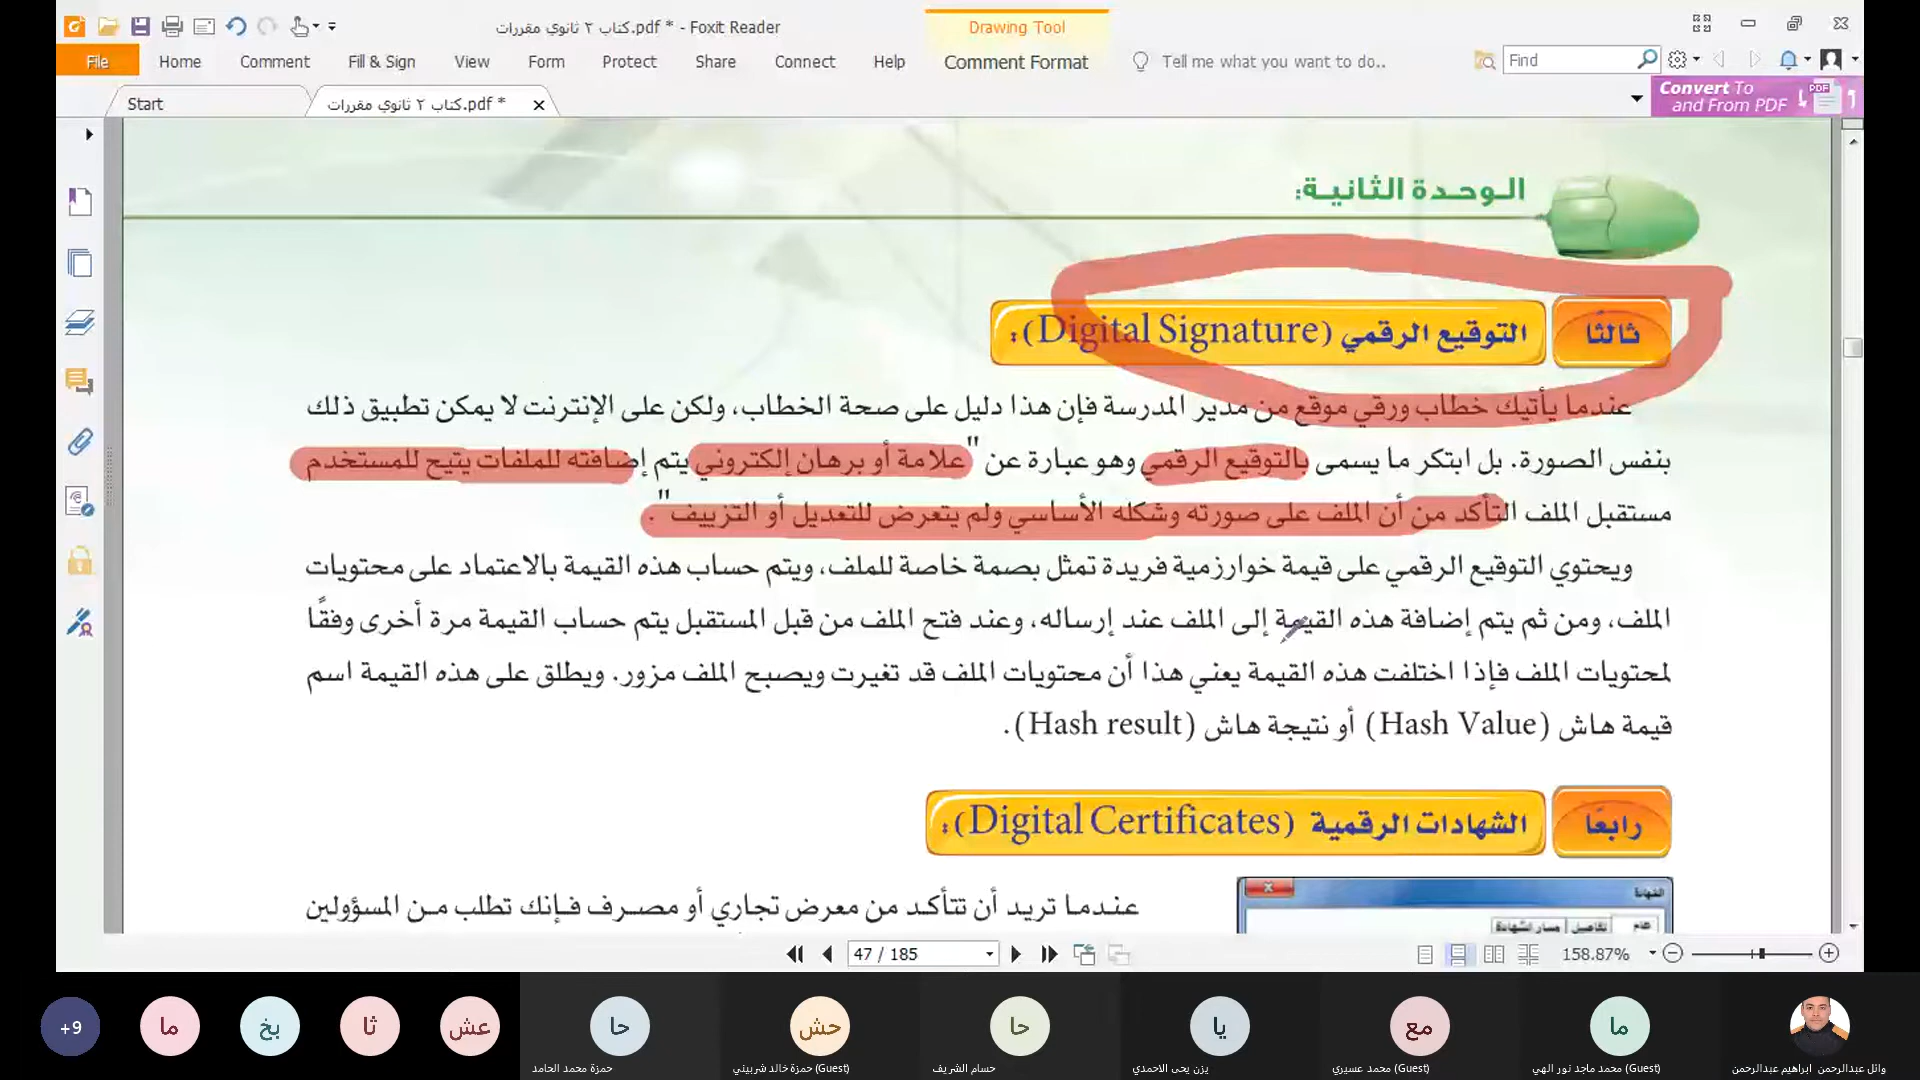 كتاب ٢ ثانوي مقررات.pdf * - Foxit Reader
Drawing Tool
File
Home
Comment
Fill & Sign
View
Form
Protect
Share
Connect
Help
Comment Format
Tell me what you want to do..
Find
Start
كتاب ٢ ثانوي مقررات.pdf *
Convert To
and From PDF
PDF
الوحدة الثانية:
ثالثًا
التوقيع الرقمي (Digital Signature):
عندما يأتيك خطاب ورقي موقع من مدير المدرسة فإن هذا دليل على صحة الخطاب، ولكن على الإنترنت لا يمكن تطبيق ذلك
بنفس الصورة. بل ابتكر ما يسمى بالتوقيع الرقمي وهو عبارة عن "علامة أو برهان إلكتروني يتم إضافته للملفات يتيح للمستخدم
مستقبل الملف التأكد من أن الملف على صورته وشكله الأساسي ولم يتعرض للتعديل أو التزييف".
ويحتوي التوقيع الرقمي على قيمة خوارزمية فريدة تمثل بصمة خاصة للملف، ويتم حساب هذه القيمة بالاعتماد على محتويات
الملف، ومن ثم يتم إضافة هذه القيمة إلى الملف عند إرساله، وعند فتح الملف من قبل المستقبل يتم حساب القيمة مرة أخرى وفقًا
لمحتويات الملف فإذا اختلفت هذه القيمة يعني هذا أن محتويات الملف قد تغيرت ويصبح الملف مزور. ويطلق على هذه القيمة اسم
قيمة هاش (Hash Value) أو نتيجة هاش (Hash result).
رابعًا
الشهادات الرقمية (Digital Certificates):
عندما تريد أن تتأكد من معرض تجاري أو مصرف فإنك تطلب من المسؤولين
الشهادة
عام
تفاصيل
مسار الشهادة
47 / 185
158.87%
+9
ما
بخ
ثا
عش
حا
حش
حا
يا
مع
ما
حمزة محمد الحامد
حمزة خالد شربيني (Guest)
حسام الشريف
يزن يحي الاحمدي
محمد عسيري (Guest)
محمد ماجد نور الهي (Guest)
وائل عبدالرحمن ابراهيم عبدالرحمن